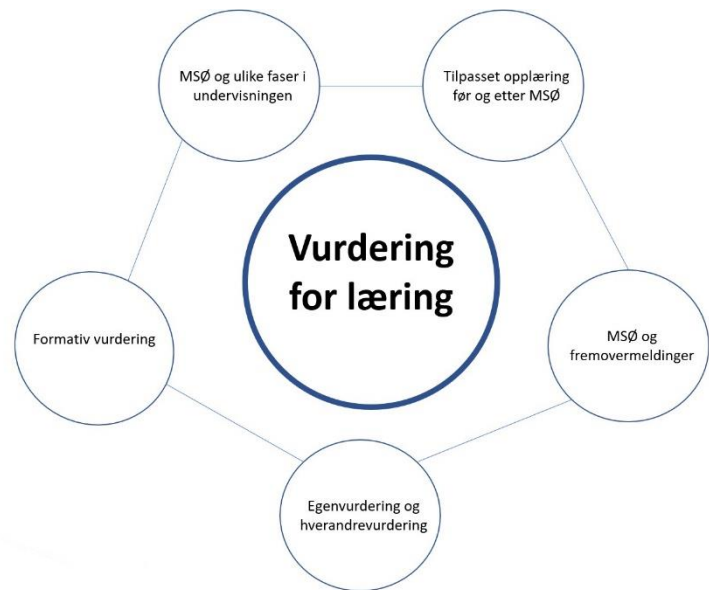 MSØ og ulike faser i
undervisningen
Tilpasset opplæring
før og etter MSØ
Vurdering
for læring
Formativ vurdering
MSØ og
fremovermeldinger
Egenvurdering og
hverandrevurdering